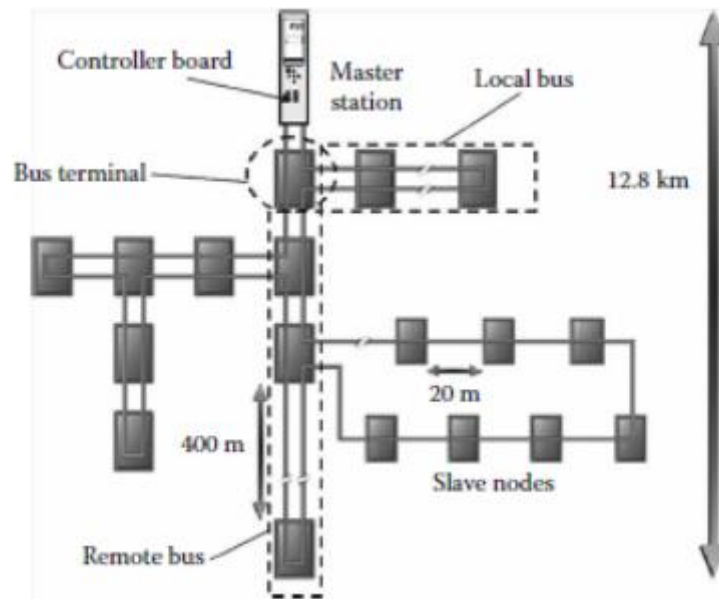 Controller board
Master
station
Local bus
Bus terminal
12.8 km
20 m
400 m
Slave nodes
Remote bus